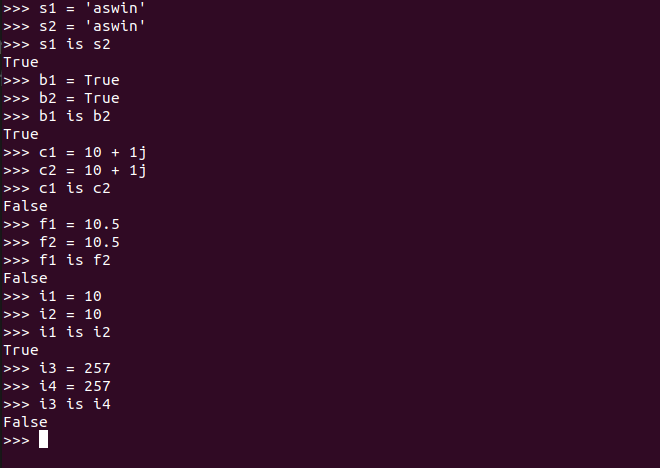 >>> s1 = 'aswin'
>>> s2 = 'aswin'
>>> s1 is s2
True
>>> b1 = True
>>> b2 = True
>>> b1 is b2
True
>>> c1 = 10 + 1j
>>> c2 = 10 + 1j
>>> c1 is c2
False
>>> f1 = 10.5
>>> f2 = 10.5
>>> f1 is f2
False
>>> i1 = 10
>>> i2 = 10
>>> i1 is i2
True
>>> i3 = 257
>>> i4 = 257
>>> i3 is i4
False
>>>